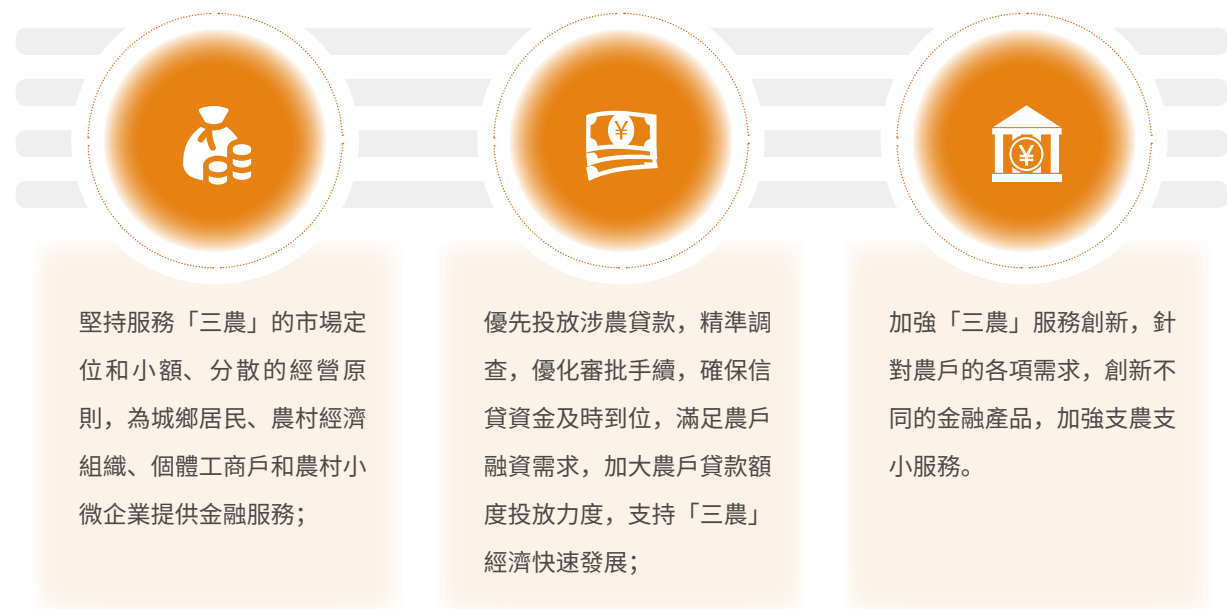 堅持服務「三農」的市場定
位和小額、分散的經營原
則，為城鄉居民、農村經濟
組織、個體工商戶和農村小
微企業提供金融服務；
優先投放涉農貸款，精準調
查，優化審批手續，確保信
貸資金及時到位，滿足農戶
融資需求，加大農戶貸款額
度投放力度，支持「三農」
經濟快速發展；
加強「三農」服務創新，針
對農戶的各項需求，創新不
同的金融產品，加強支農支
小服務。